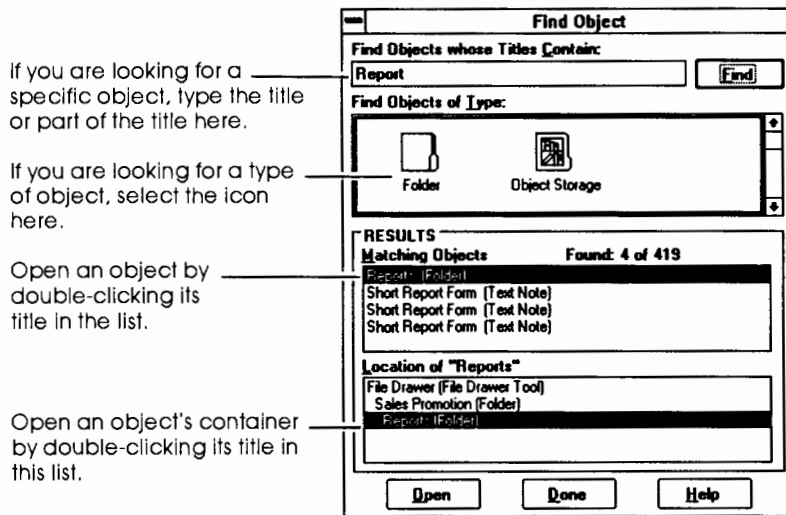 Find Object
Find Objects whose Titles Contain:
If you are looking for a
specific object, type the title
or part of the title here.
Report
Find
Find Objects of Type:
If you are looking for a type
of object, select the icon
here.
Folder
Object Storage
RESULTS
Matching Objects Found: 4 of 419
Open an object by
double-clicking its
title in the list.
Reports (Folder)
Short Report Form (Text Note)
Short Report Form (Text Note)
Short Report Form (Text Note)
Location of "Reports"
File Drawer (File Drawer Tool)
Sales Promotion (Folder)
Reports (Folder)
Open an object's container
by double-clicking its title in
this list.
Open
Done
Help